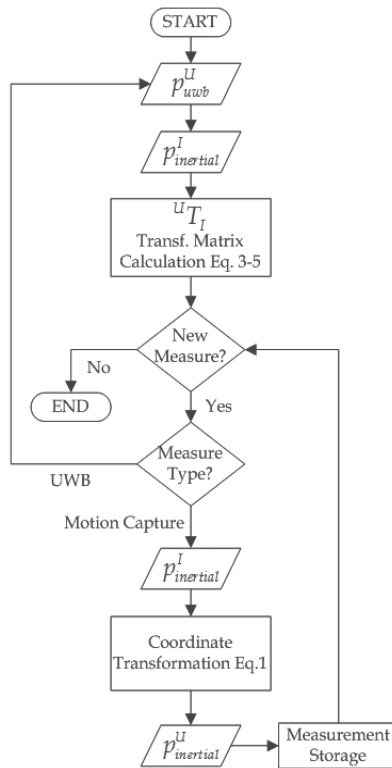 START
p^U_uwb
p^I_inertial
^U T_I
Transf. Matrix
Calculation Eq. 3-5
New
Measure?
No
END
Yes
Measure
Type?
UWB
Motion Capture
p^I_inertial
Coordinate
Transformation Eq.1
p^U_inertial
Measurement
Storage